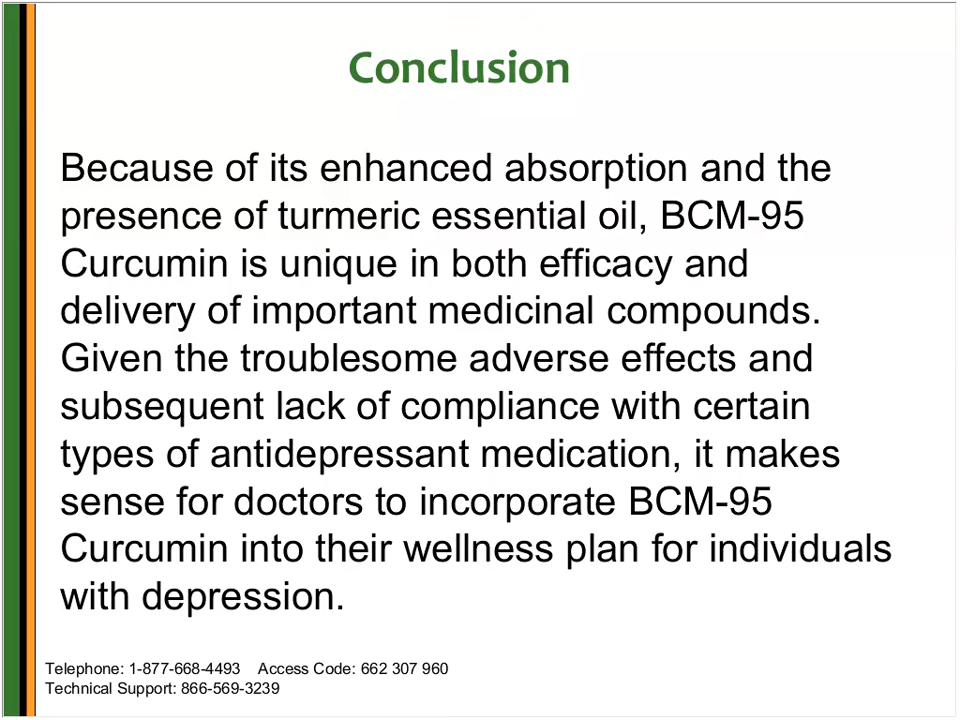 Conclusion
Because of its enhanced absorption and the
presence of turmeric essential oil, BCM-95
Curcumin is unique in both efficacy and
delivery of important medicinal compounds.
Given the troublesome adverse effects and
subsequent lack of compliance with certain
types of antidepressant medication, it makes
sense for doctors to incorporate BCM-95
Curcumin into their wellness plan for individuals
with depression.
Telephone: 1-877-668-4493 Access Code: 662 307 960
Technical Support: 866-569-3239